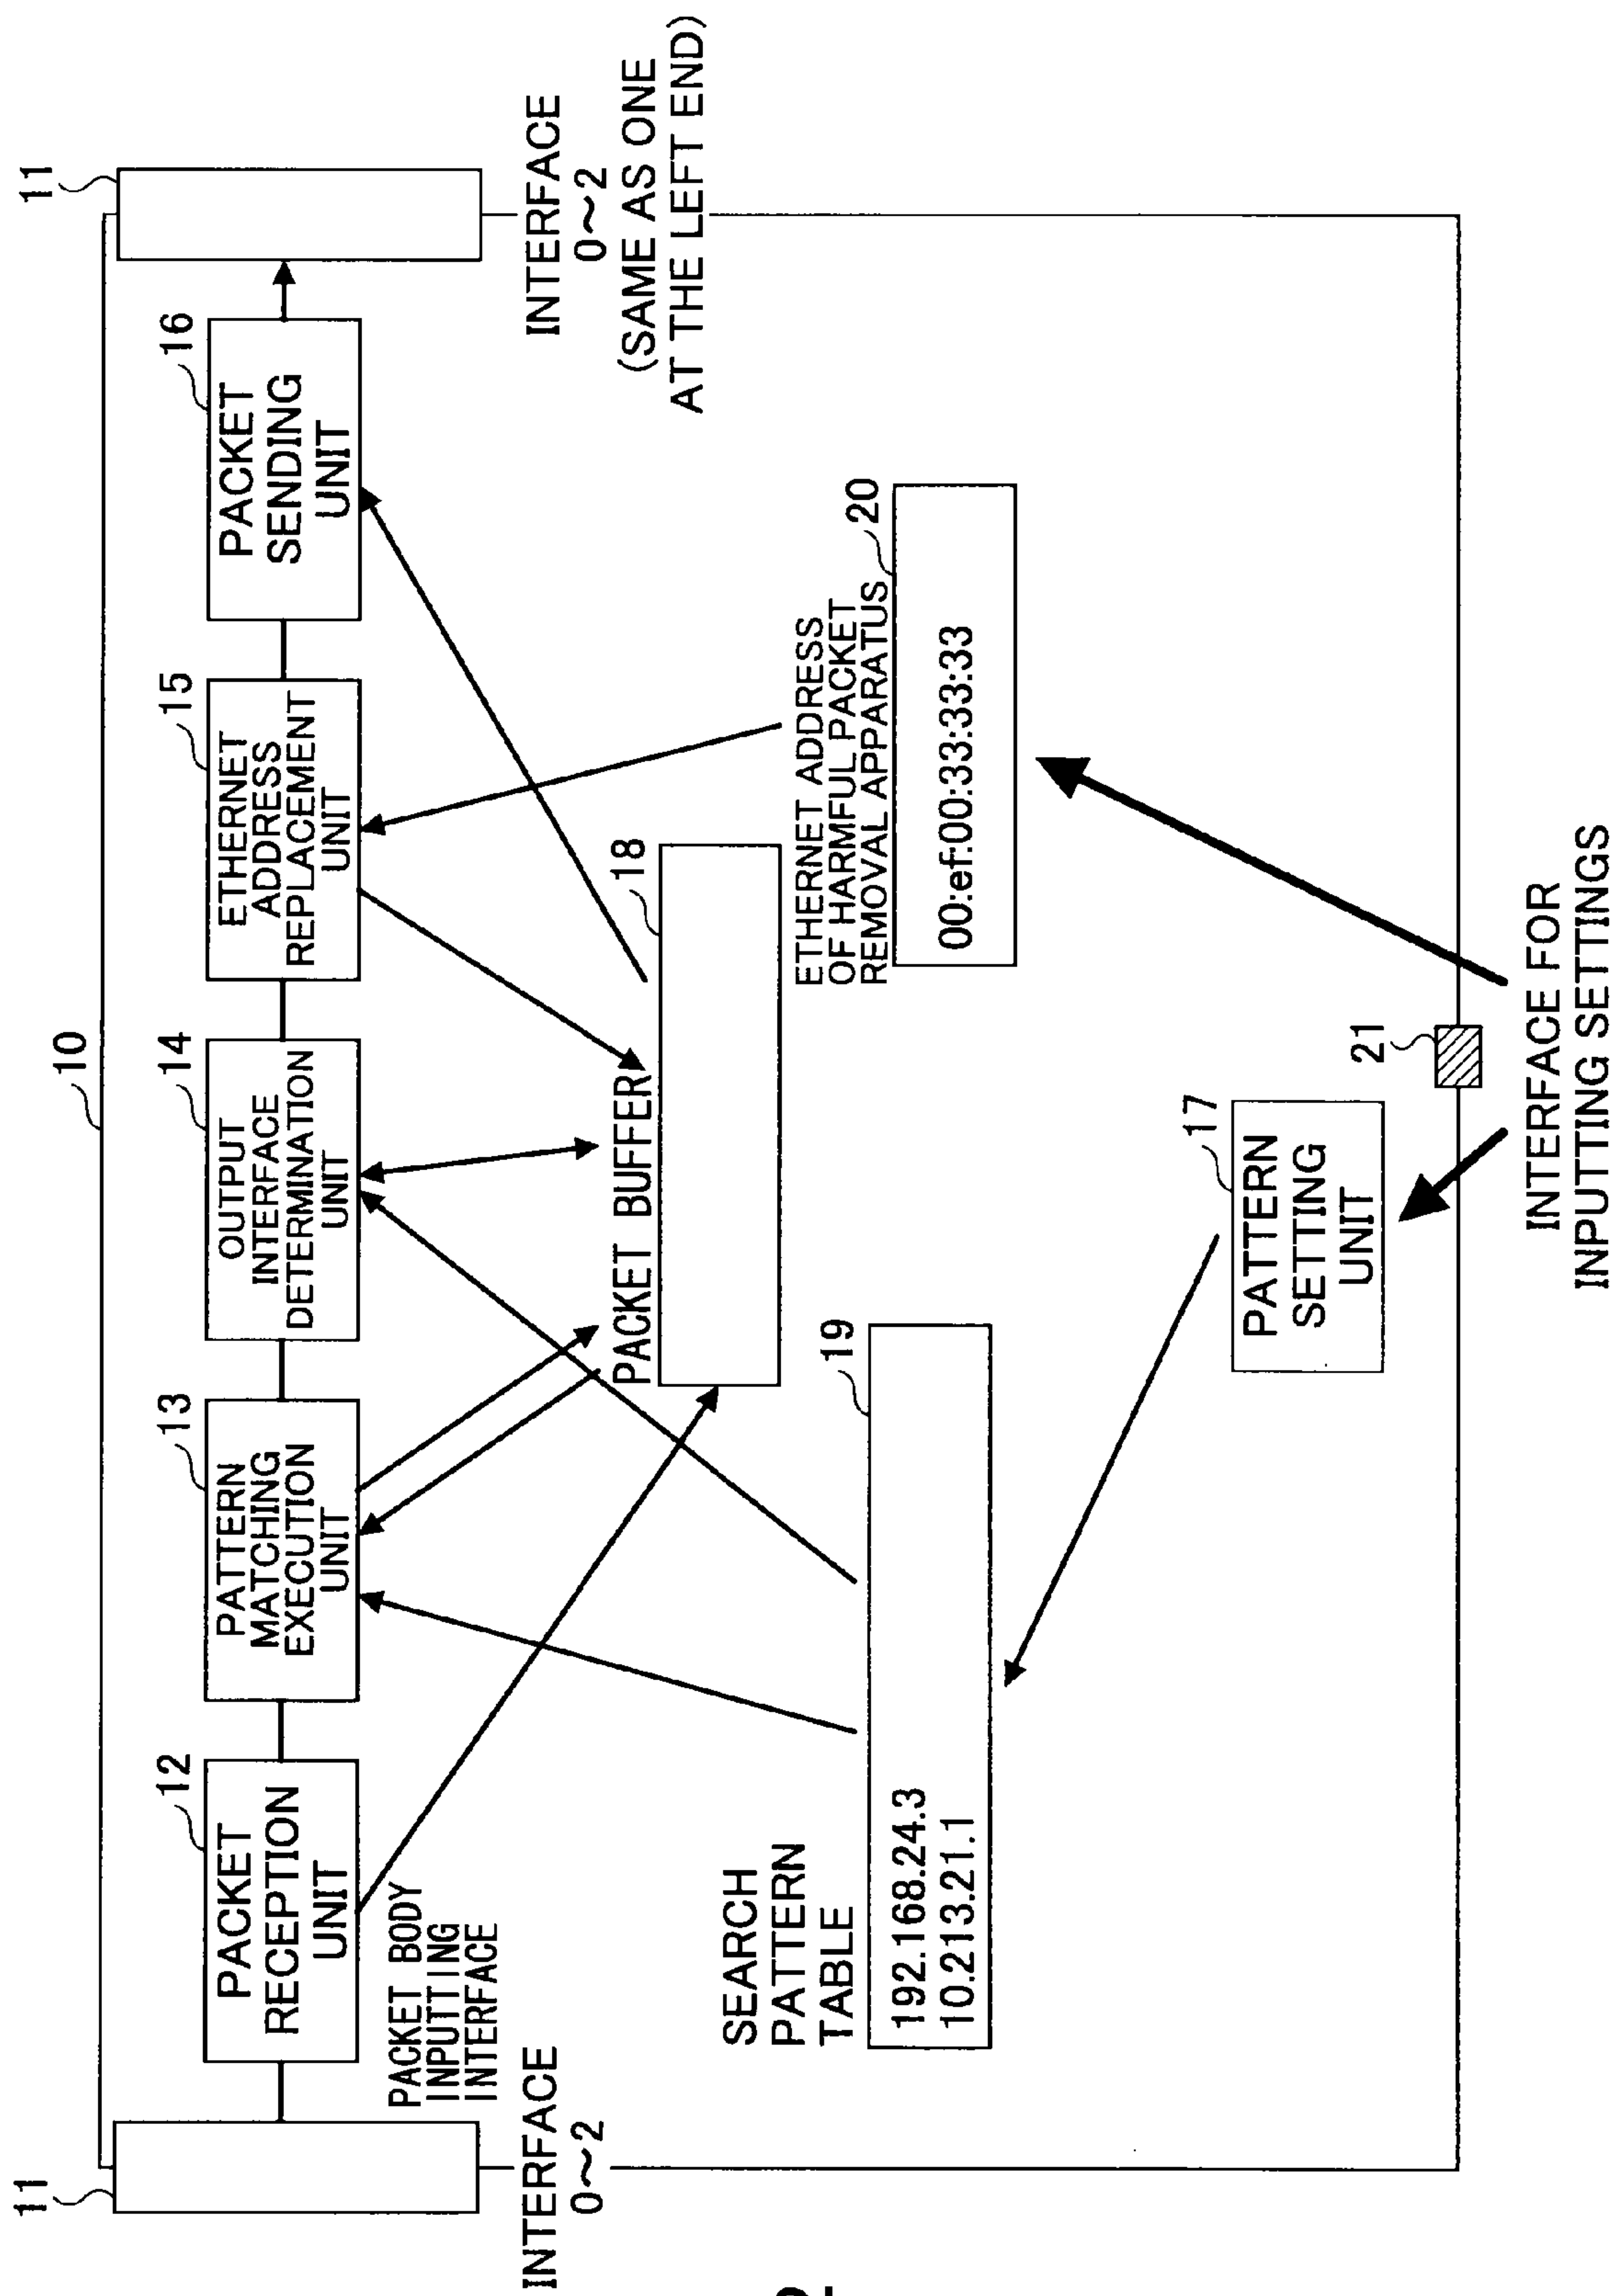 10
11
11
12
PACKET
RECEPTION
UNIT
13
PATTERN
MATCHING
EXECUTION
UNIT
14
OUTPUT
INTERFACE
DETERMINATION
UNIT
15
ETHERNET
ADDRESS
REPLACEMENT
UNIT
16
PACKET
SENDING
UNIT
PACKET BODY
INPUTTING
INTERFACE
INTERFACE
0~2
INTERFACE
0~2
(SAME AS ONE
AT THE LEFT END)
PACKET BUFFER
18
SEARCH
PATTERN
TABLE
19
192.168.24.3
10.213.21.1
ETHERNET ADDRESS
OF HARMFUL PACKET
REMOVAL APPARATUS
20
00:ef:00:33:33:33
17
PATTERN
SETTING
UNIT
21
INTERFACE FOR
INPUTTING SETTINGS